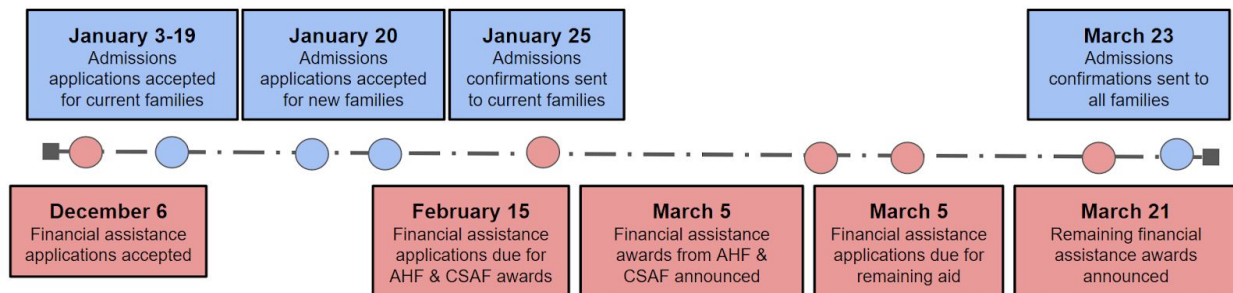 January 3-19
Admissions
applications accepted
for current families
January 20
Admissions
applications accepted
for new families
January 25
Admissions
confirmations sent
to current families
March 23
Admissions
confirmations sent to
all families
December 6
Financial assistance
applications accepted
February 15
Financial assistance
applications due for
AHF & CSAF awards
March 5
Financial assistance
awards from AHF &
CSAF announced
March 5
Financial assistance
applications due for
remaining aid
March 21
Remaining financial
assistance awards
announced